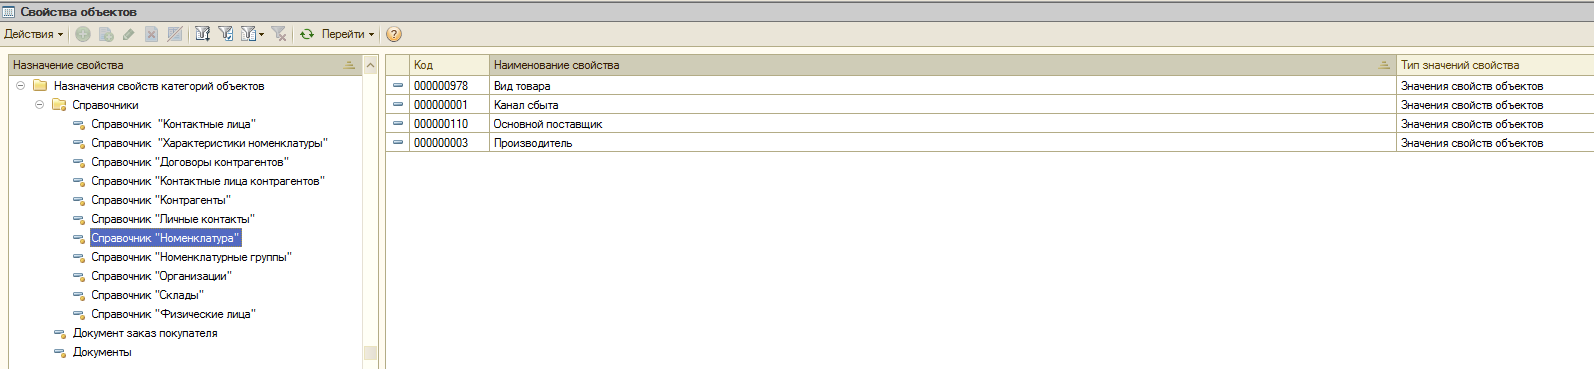 Свойства объектов
Действия Перейти
Назначение свойства
Назначения свойств категорий объектов
Справочники
Справочник "Контактные лица"
Справочник "Характеристики номенклатуры"
Справочник "Договоры контрагентов"
Справочник "Контактные лица контрагентов"
Справочник "Контрагенты"
Справочник "Личные контакты"
Справочник "Номенклатура"
Справочник "Номенклатурные группы"
Справочник "Организации"
Справочник "Склады"
Справочник "Физические лица"
Документ заказ покупателя
Документы
Код Наименование свойства Тип значений свойства
000000978 Вид товара Значения свойств объектов
000000001 Канал сбыта Значения свойств объектов
000000110 Основной поставщик Значения свойств объектов
000000003 Производитель Значения свойств объектов